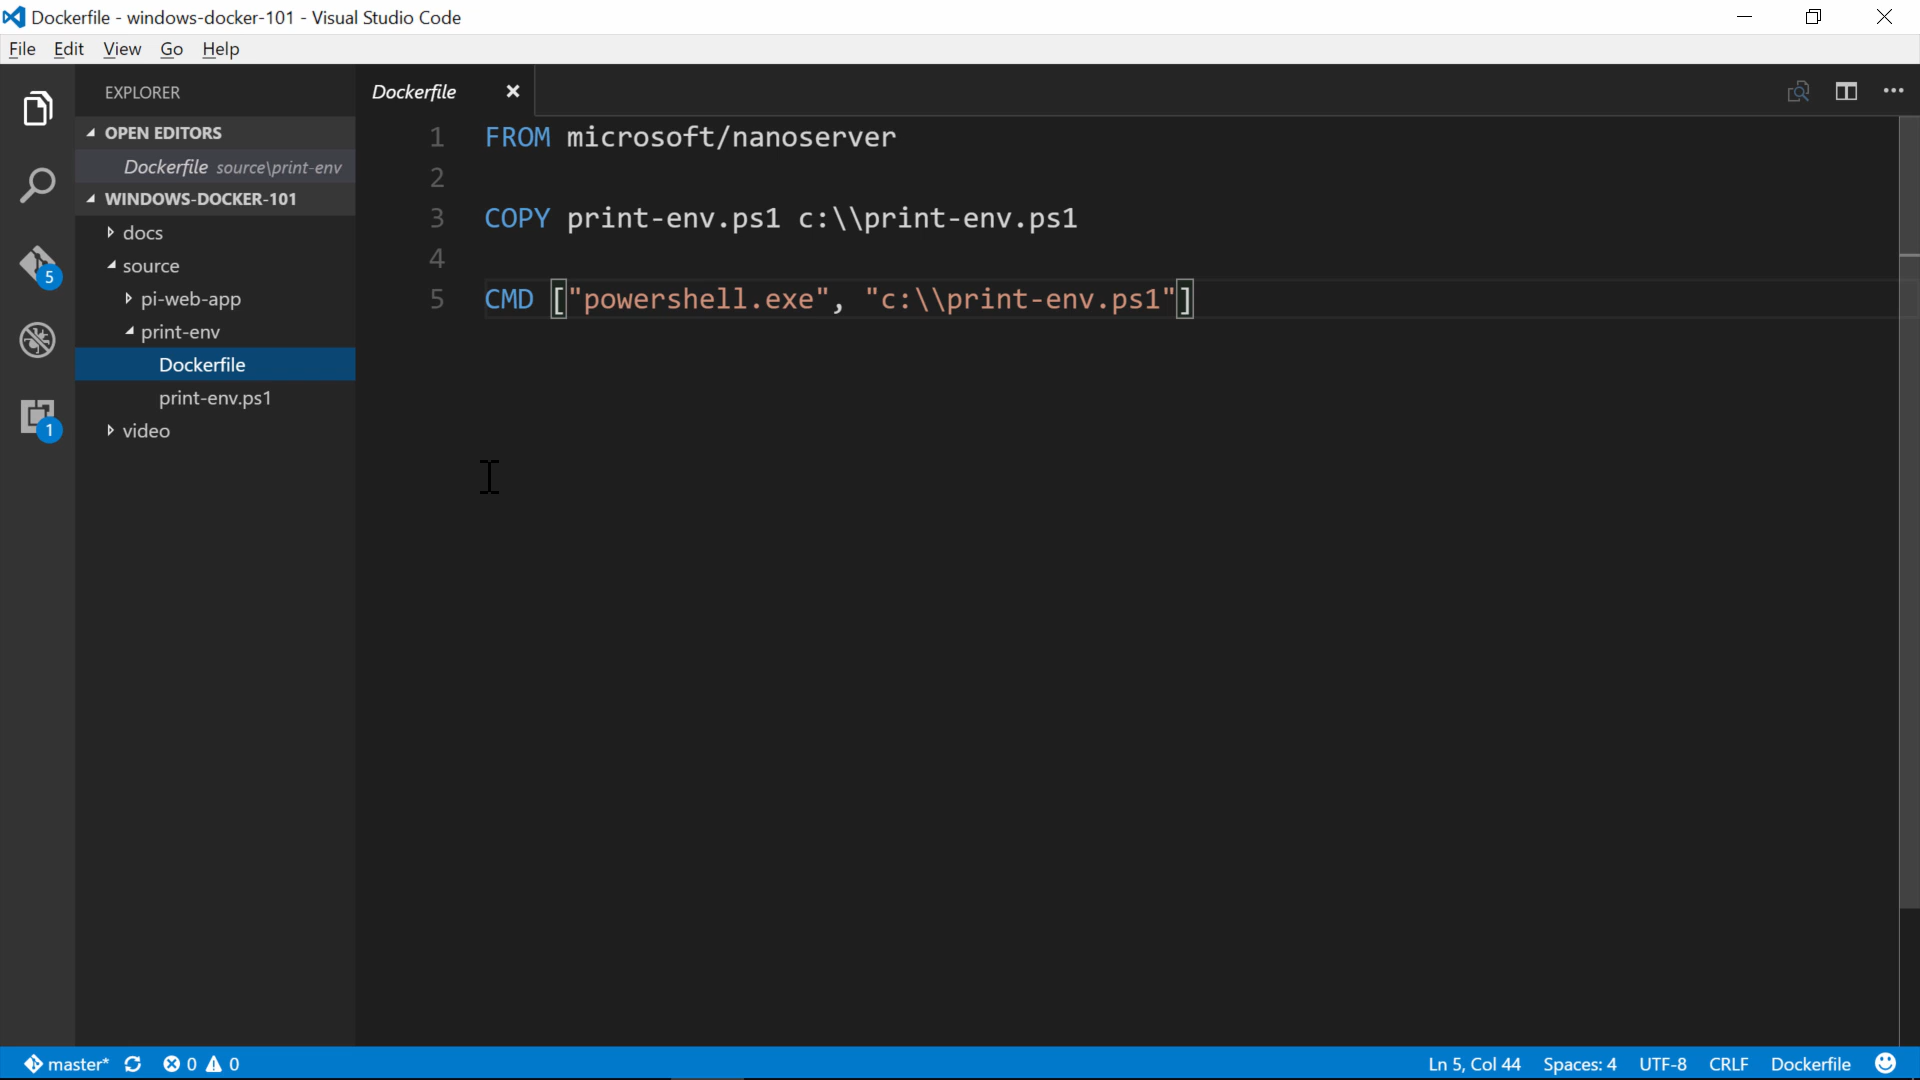 Dockerfile - windows-docker-101 - Visual Studio Code
File Edit View Go Help
EXPLORER
OPEN EDITORS
Dockerfile source\print-env
WINDOWS-DOCKER-101
docs
source
pi-web-app
print-env
Dockerfile
print-env.ps1
video
5
1
Dockerfile
1 FROM microsoft/nanoserver
2
3 COPY print-env.ps1 c:\\print-env.ps1
4
5 CMD ["powershell.exe", "c:\\print-env.ps1"]
master* 0 0 Ln 5, Col 44 Spaces: 4 UTF-8 CRLF Dockerfile